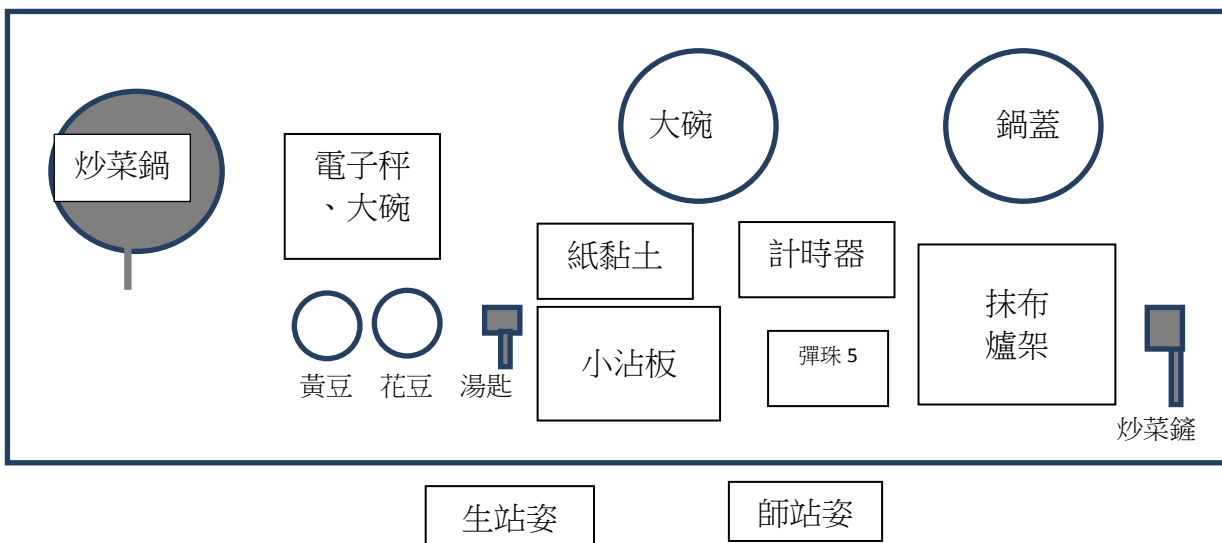 大碗
鍋蓋
炒菜鍋
電子秤
、大碗
紙黏土
計時器
抹布
爐架
小沾板
彈珠 5
黃豆
花豆
湯匙
炒菜鏟
生站姿
師站姿